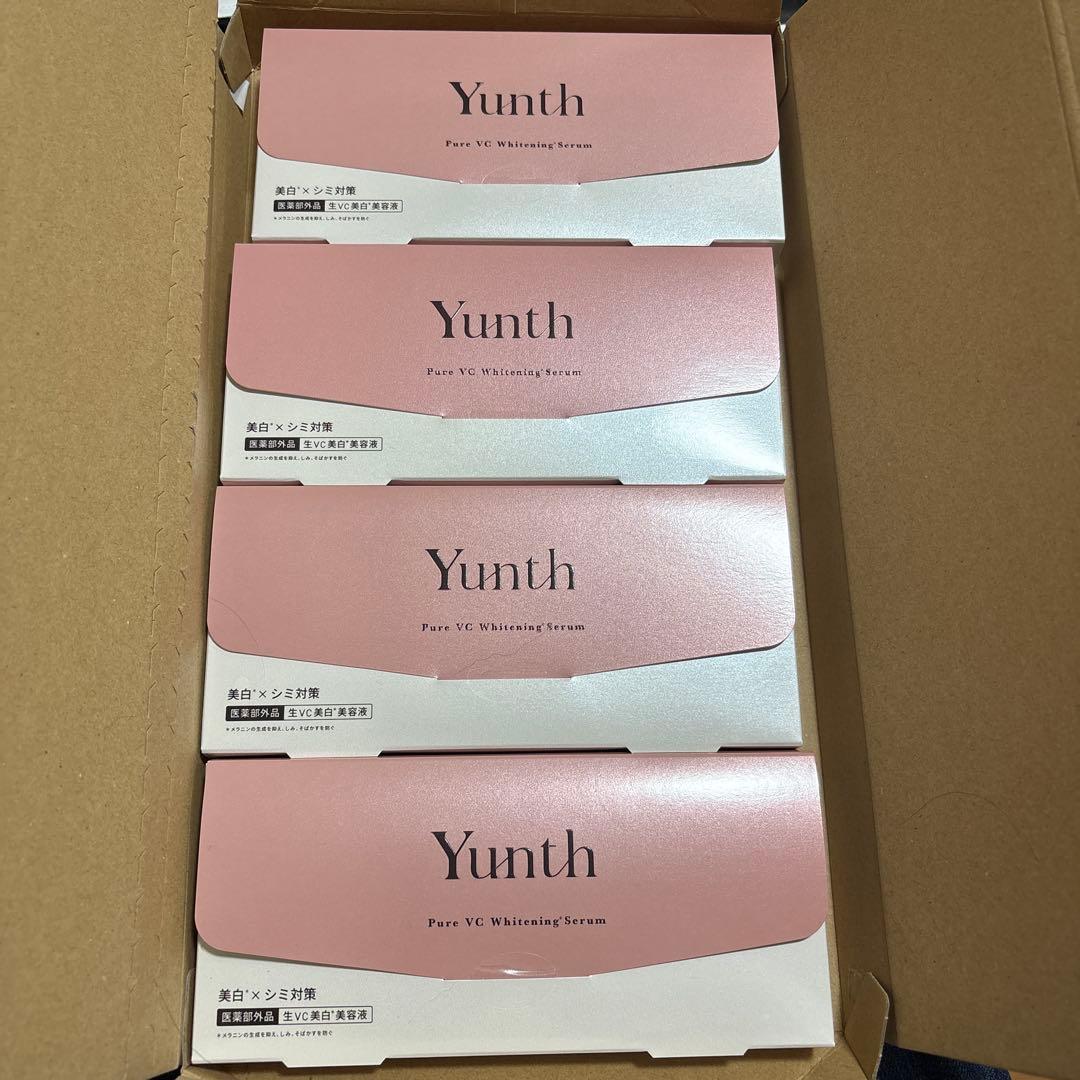 Yunth
Pure VC Whitening*Serum
美白*×シミ対策
医薬部外品 生VC美白*美容液
*メラニンの生成を抑え、しみ、そばかすを防ぐ
Yunth
Pure VC Whitening*Serum
美白*×シミ対策
医薬部外品 生VC美白*美容液
*メラニンの生成を抑え、しみ、そばかすを防ぐ
Yunth
Pure VC Whitening*Serum
美白*×シミ対策
医薬部外品 生VC美白*美容液
*メラニンの生成を抑え、しみ、そばかすを防ぐ
Yunth
Pure VC Whitening*Serum
美白*×シミ対策
医薬部外品 生VC美白*美容液
*メラニンの生成を抑え、しみ、そばかすを防ぐ